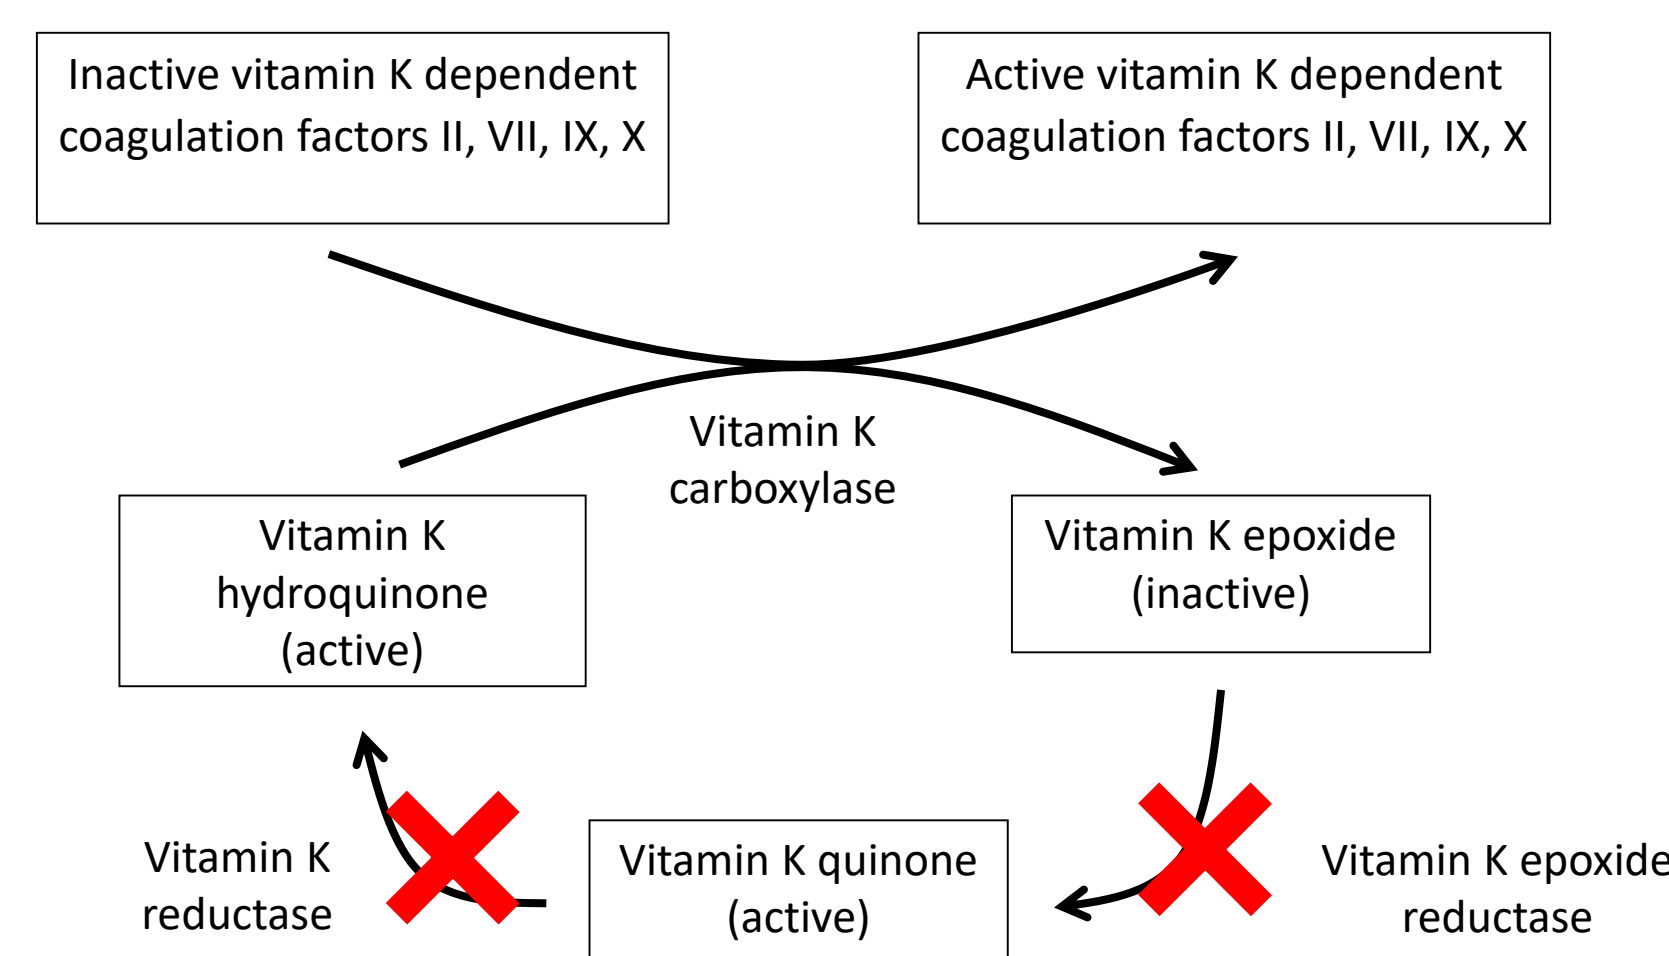 Inactive vitamin K dependent
coagulation factors II, VII, IX, X
Active vitamin K dependent
coagulation factors II, VII, IX, X
Vitamin K
carboxylase
Vitamin K
hydroquinone
(active)
Vitamin K epoxide
(inactive)
Vitamin K
reductase
Vitamin K quinone
(active)
Vitamin K epoxide
reductase